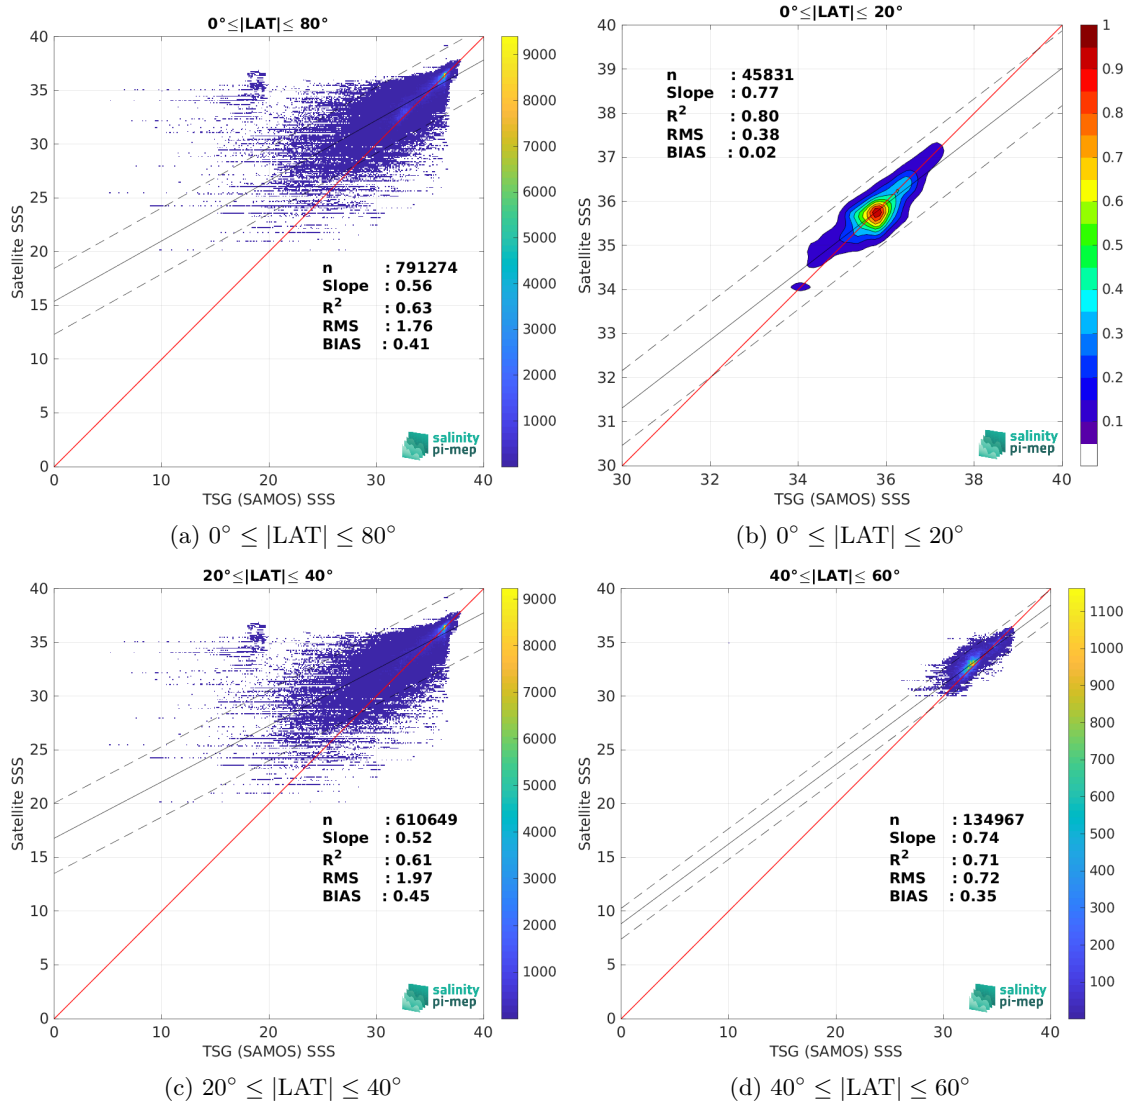 0°≤|LAT|≤ 80°
40
35
30
25
20
15
10
5
0
0
10
20
30
40
Satellite SSS
TSG (SAMOS) SSS
n : 791274
Slope : 0.56
R² : 0.63
RMS : 1.76
BIAS : 0.41
salinity
pi-mep
9000
8000
7000
6000
5000
4000
3000
2000
1000
(a) 0° ≤ |LAT| ≤ 80°
0°≤|LAT|≤ 20°
40
39
38
37
36
35
34
33
32
31
30
30
32
34
36
38
40
Satellite SSS
TSG (SAMOS) SSS
n : 45831
Slope : 0.77
R² : 0.80
RMS : 0.38
BIAS : 0.02
salinity
pi-mep
1
0.9
0.8
0.7
0.6
0.5
0.4
0.3
0.2
0.1
(b) 0° ≤ |LAT| ≤ 20°
20°≤|LAT|≤ 40°
40
35
30
25
20
15
10
5
0
0
10
20
30
40
Satellite SSS
TSG (SAMOS) SSS
n : 610649
Slope : 0.52
R² : 0.61
RMS : 1.97
BIAS : 0.45
salinity
pi-mep
9000
8000
7000
6000
5000
4000
3000
2000
1000
(c) 20° ≤ |LAT| ≤ 40°
40°≤|LAT|≤ 60°
40
35
30
25
20
15
10
5
0
0
10
20
30
40
Satellite SSS
TSG (SAMOS) SSS
n : 134967
Slope : 0.74
R² : 0.71
RMS : 0.72
BIAS : 0.35
salinity
pi-mep
1100
1000
900
800
700
600
500
400
300
200
100
(d) 40° ≤ |LAT| ≤ 60°